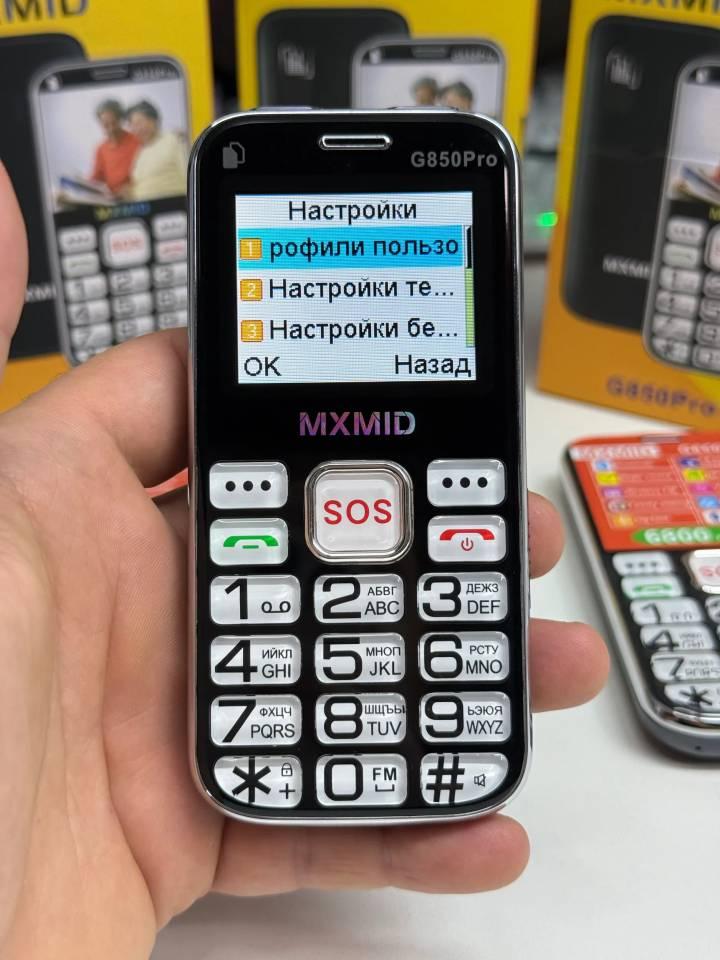 MXMID
MXMID
G850Pro
Настройки
1 рофили пользо
2 Настройки те...
3 Настройки бе...
OK
Назад
MXMID
SOS
1
2 АБВГ ABC
3 ДЕЖЗ DEF
4 ИЙКЛ GHI
5 МНОП JKL
6 РСТУ MNO
7 ФХЦЧ PQRS
8 ШЩЪЫ TUV
9 ЬЭЮЯ WXYZ
* +
0 FM
#
G850Pro
SOS